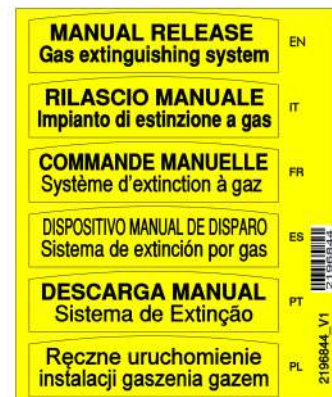 MANUAL RELEASE
Gas extinguishing system
EN
RILASCIO MANUALE
Impianto di estinzione a gas
IT
COMMANDE MANUELLE
Système d'extinction à gaz
FR
DISPOSITIVO MANUAL DE DISPARO
Sistema de extinción por gas
ES
DESCARGA MANUAL
Sistema de Extinção
PT
Ręczne uruchomienie
instalacji gaszenia gazem
PL
2196844
2196844_V1